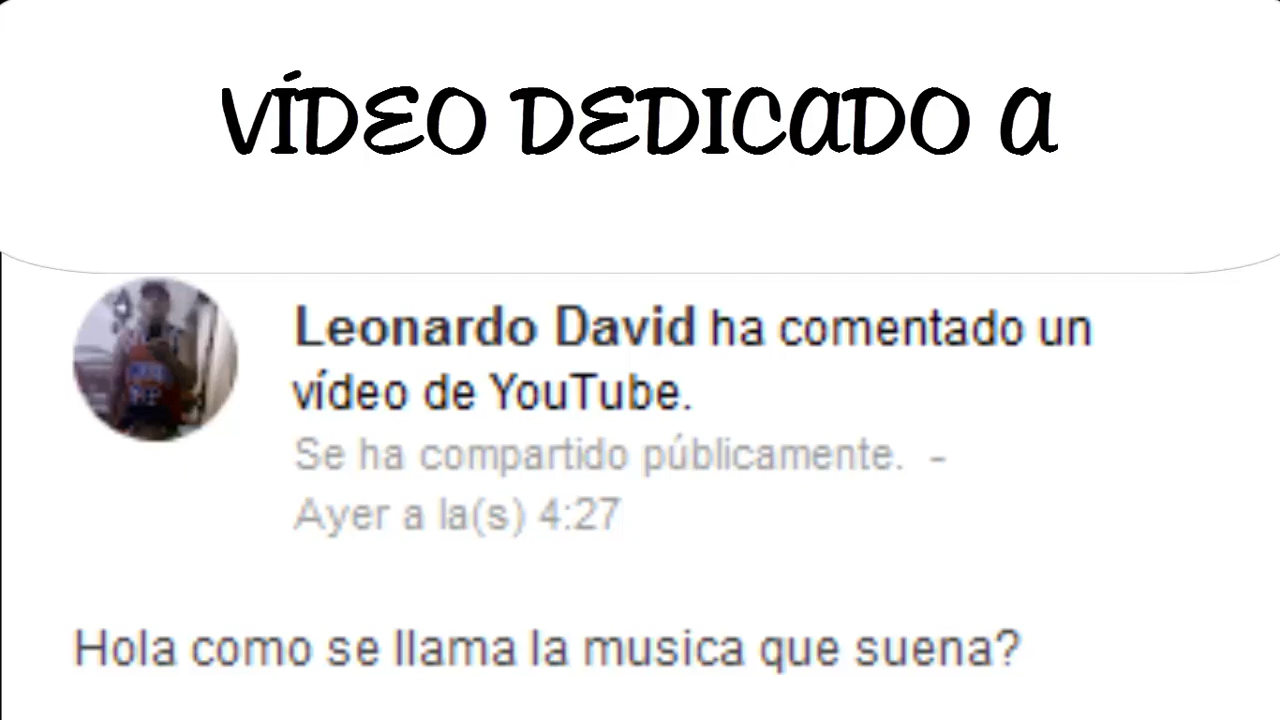 VÍDEO DEDICADO A
Leonardo David ha comentado un
vídeo de YouTube.
Se ha compartido públicamente. -
Ayer a la(s) 4:27
Hola como se llama la musica que suena?